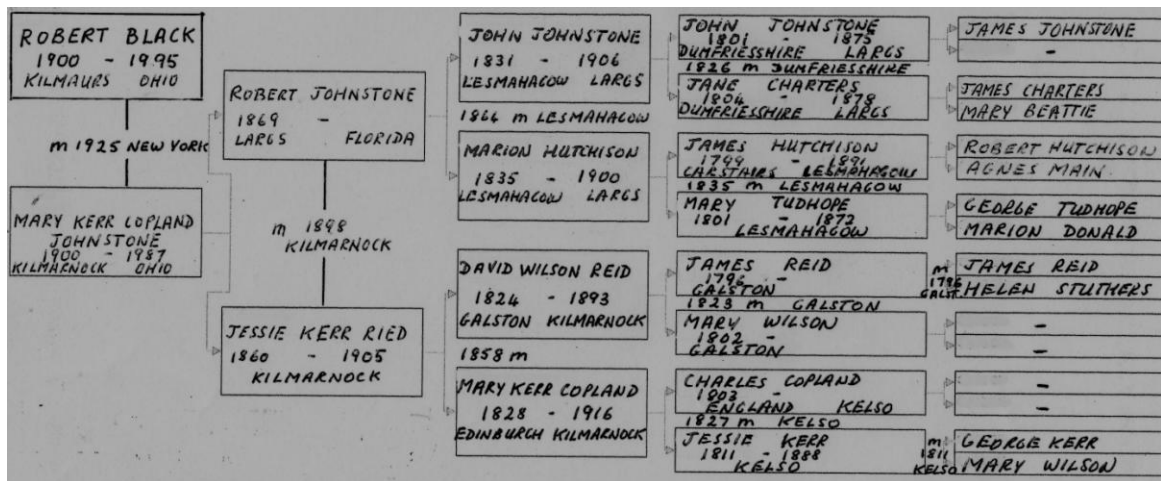 ROBERT BLACK
1900 - 1995
KILMAURS OHIO
m 1925 NEW YORK
MARY KERR COPLAND
JOHNSTONE
1900 - 1987
KILMARNOCK OHIO
ROBERT JOHNSTONE
1869 -
LARGS FLORIDA
m 1898
KILMARNOCK
JESSIE KERR RIED
1860 - 1905
KILMARNOCK
JOHN JOHNSTONE
1831 - 1906
LESMAHAGOW LARGS
1864 m LESMAHAGOW
MARION HUTCHISON
1835 - 1900
LESMAHAGOW LARGS
DAVID WILSON REID
1824 - 1893
GALSTON KILMARNOCK
1858 m
MARY KERR COPLAND
1828 - 1916
EDINBURGH KILMARNOCK
JOHN JOHNSTONE
1801 - 1873
DUMFRIESSHIRE LARGS
1826 m DUMFRIESSHIRE
JANE CHARTERS
1804 - 1878
DUMFRIESSHIRE LARGS
JAMES HUTCHISON
1799 - 1891
CARSTAIRS LESMAHAGOW
1835 m LESMAHAGOW
MARY TUDHOPE
1801 - 1872
LESMAHAGOW
JAMES REID
1796 -
GALSTON
1823 m GALSTON
MARY WILSON
1802 -
GALSTON
CHARLES COPLAND
1803 -
ENGLAND KELSO
1827 m KELSO
JESSIE KERR
1811 - 1888
KELSO
JAMES JOHNSTONE
-
JAMES CHARTERS
MARY BEATTIE
ROBERT HUTCHISON
AGNES MAIN
GEORGE TUDHOPE
MARION DONALD
m
1796
GALST.
JAMES REID
HELEN STUTHERS
-
-
-
-
m
1811
KELSO
GEORGE KERR
MARY WILSON